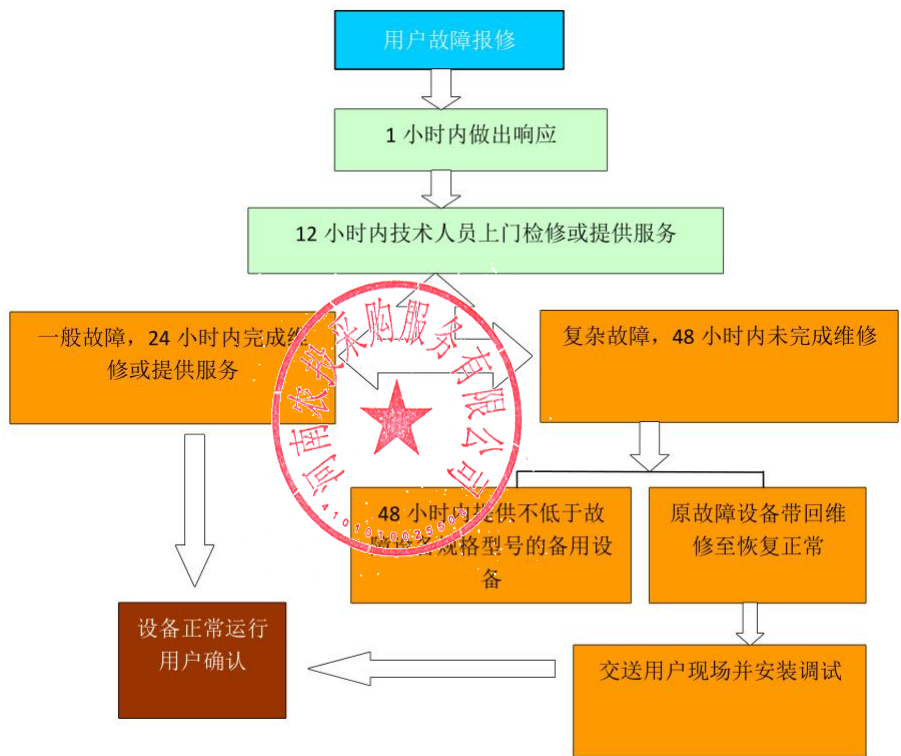 用户故障报修
1 小时内做出响应
12 小时内技术人员上门检修或提供服务
一般故障，24 小时内完成维
修或提供服务
复杂故障，48 小时内未完成维修
河南农投采购服务有限公司
48 小时内提供不低于故
障设备规格型号的备用设
备
原故障设备带回维
修至恢复正常
设备正常运行
用户确认
交送用户现场并安装调试